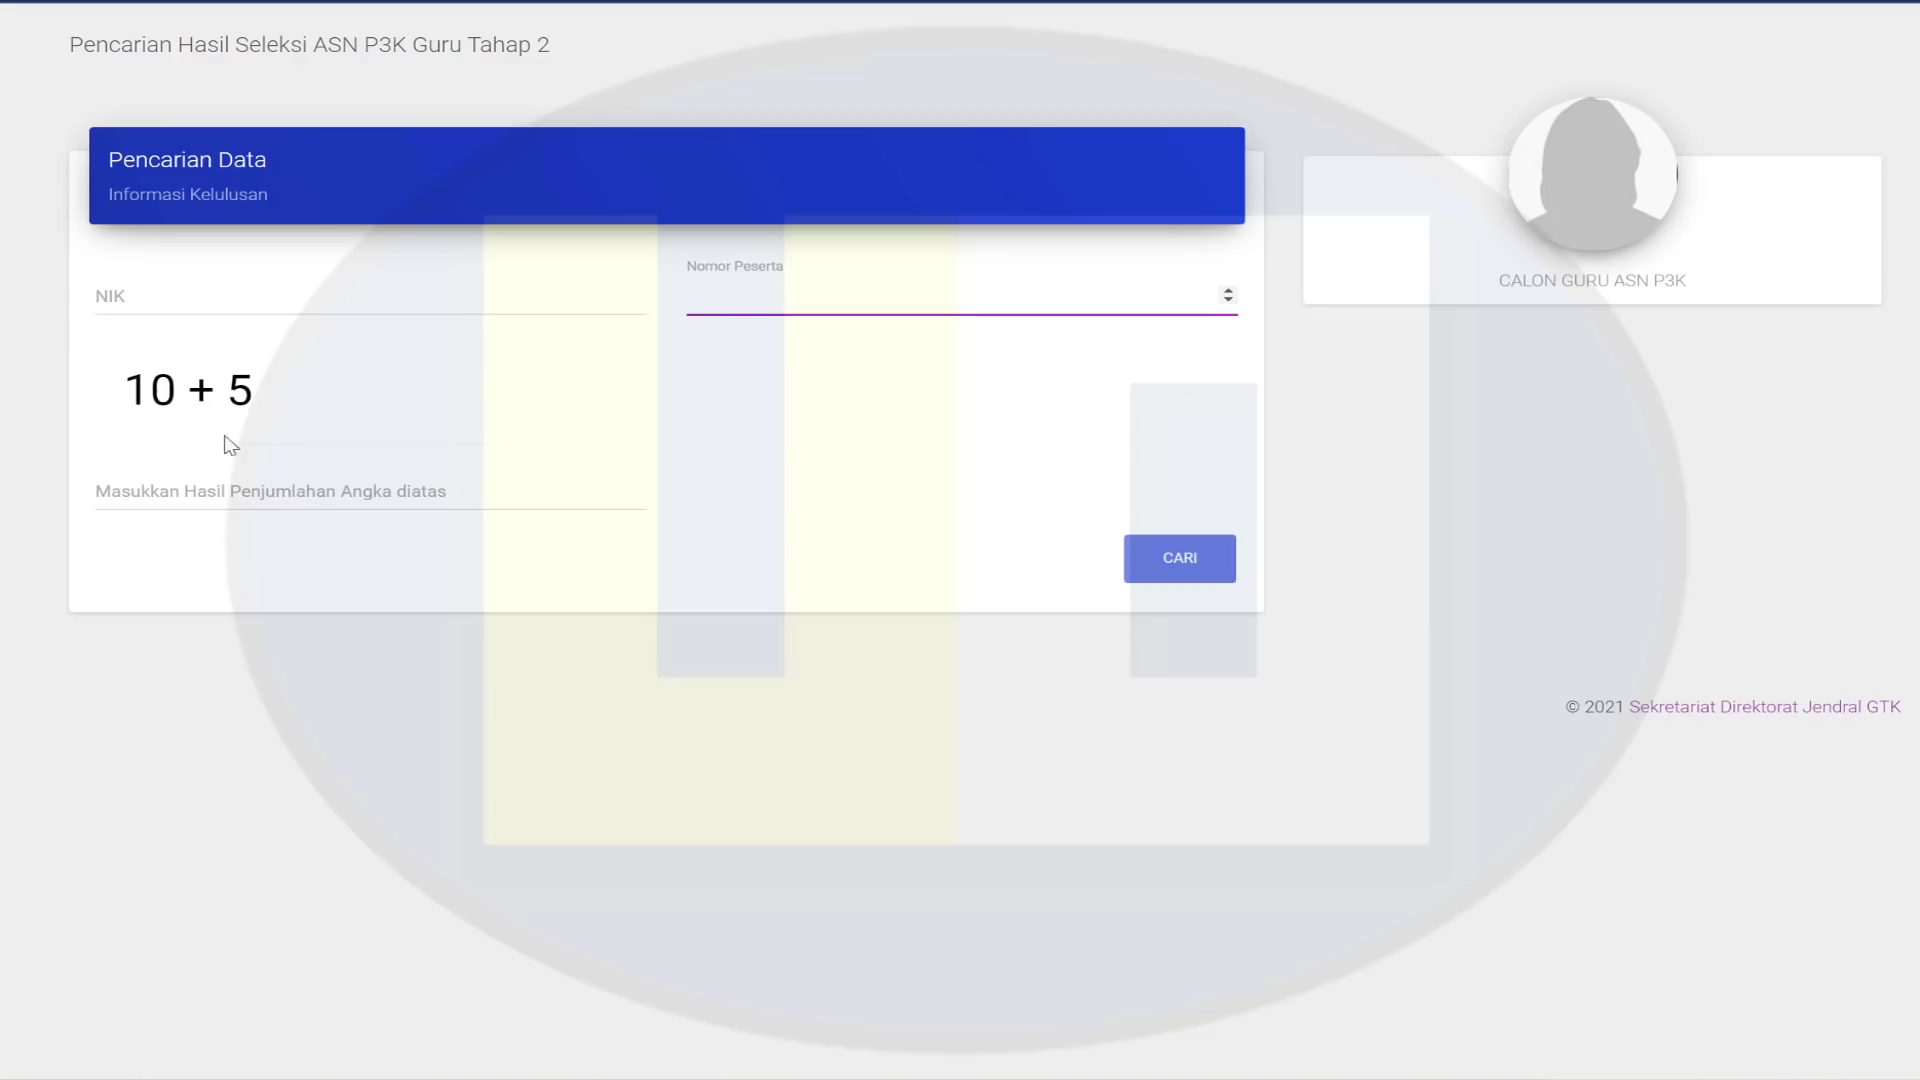 Pencarian Hasil Seleksi ASN P3K Guru Tahap 2
Pencarian Data
Informasi Kelulusan
NIK
Nomor Peserta
10 + 5
Masukkan Hasil Penjumlahan Angka diatas
CARI
CALON GURU ASN P3K
© 2021 Sekretariat Direktorat Jendral GTK